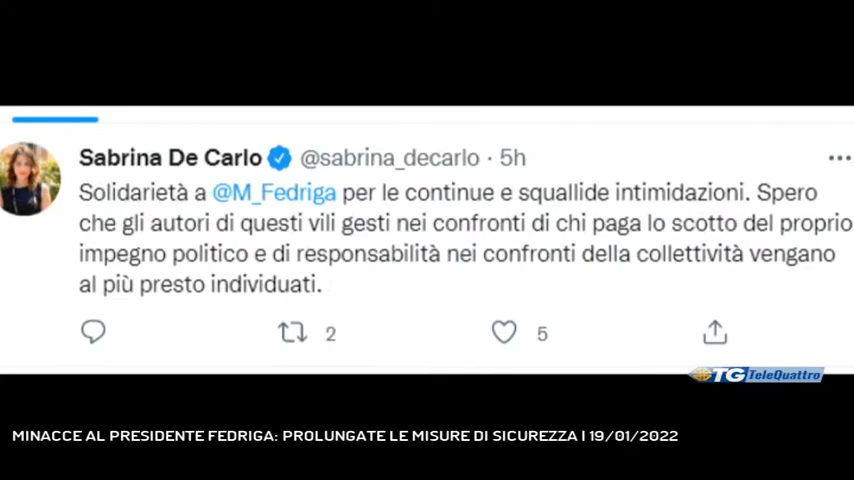 Sabrina De Carlo @sabrina_decarlo · 5h
Solidarietà a @M_Fedriga per le continue e squallide intimidazioni. Spero
che gli autori di questi vili gesti nei confronti di chi paga lo scotto del proprio
impegno politico e di responsabilità nei confronti della collettività vengano
al più presto individuati.
2 5
TG TeleQuattro
MINACCE AL PRESIDENTE FEDRIGA: PROLUNGATE LE MISURE DI SICUREZZA | 19/01/2022